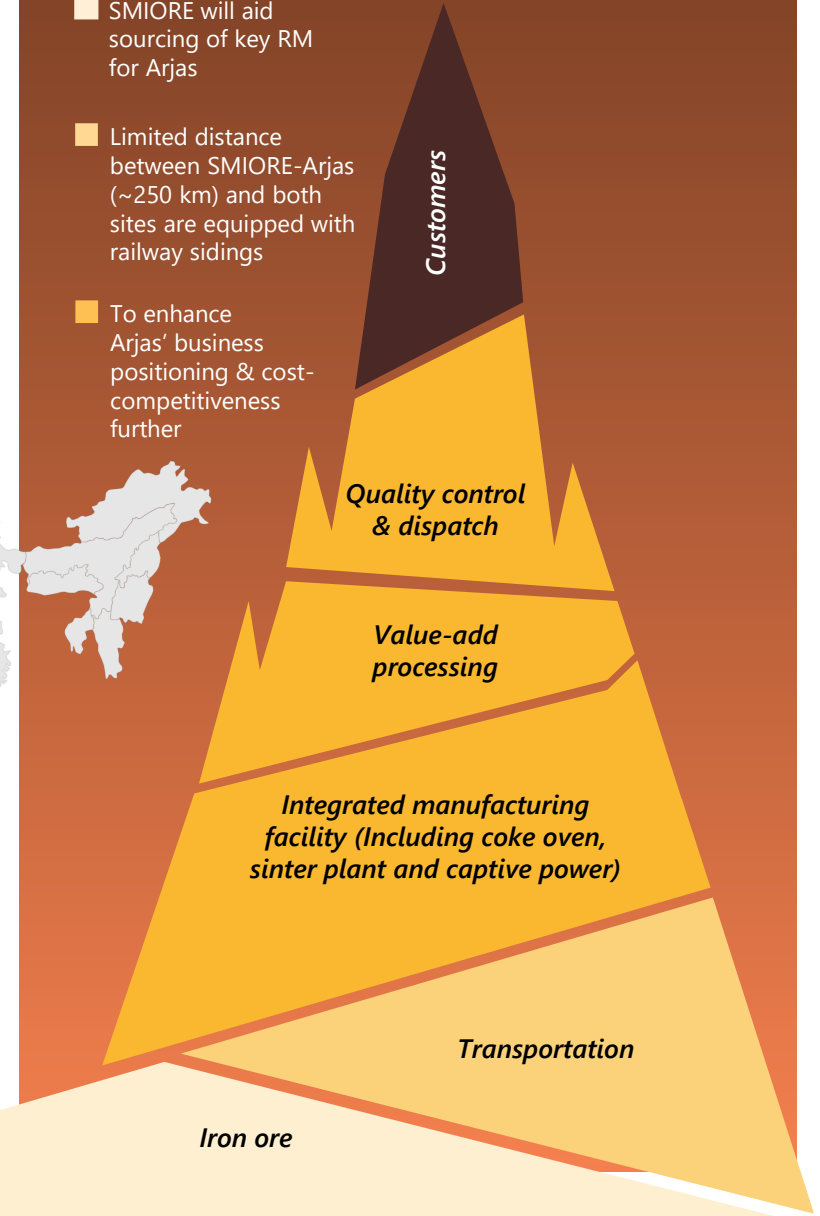 SMIORE will aid
sourcing of key RM
for Arjas
Limited distance
between SMIORE-Arjas
(~250 km) and both
sites are equipped with
railway sidings
To enhance
Arjas’ business
positioning & cost-
competitiveness
further
Customers
Quality control
& dispatch
Value-add
processing
Integrated manufacturing
facility (Including coke oven,
sinter plant and captive power)
Transportation
Iron ore